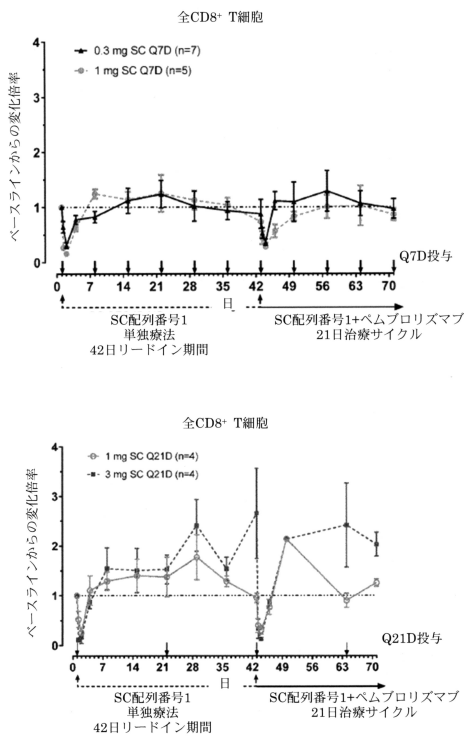 全CD8⁺ T細胞
4
0.3 mg SC Q7D (n=7)
1 mg SC Q7D (n=5)
3
2
1
0
ベースラインからの変化倍率
Q7D投与
0 7 14 21 28 35 42 49 56 63 70
日
SC配列番号1
単独療法
42日リードイン期間
SC配列番号1+ペムブロリズマブ
21日治療サイクル
全CD8⁺ T細胞
4
1 mg SC Q21D (n=4)
3 mg SC Q21D (n=4)
3
2
1
0
ベースラインからの変化倍率
Q21D投与
0 7 14 21 28 35 42 49 56 63 70
日
SC配列番号1
単独療法
42日リードイン期間
SC配列番号1+ペムブロリズマブ
21日治療サイクル